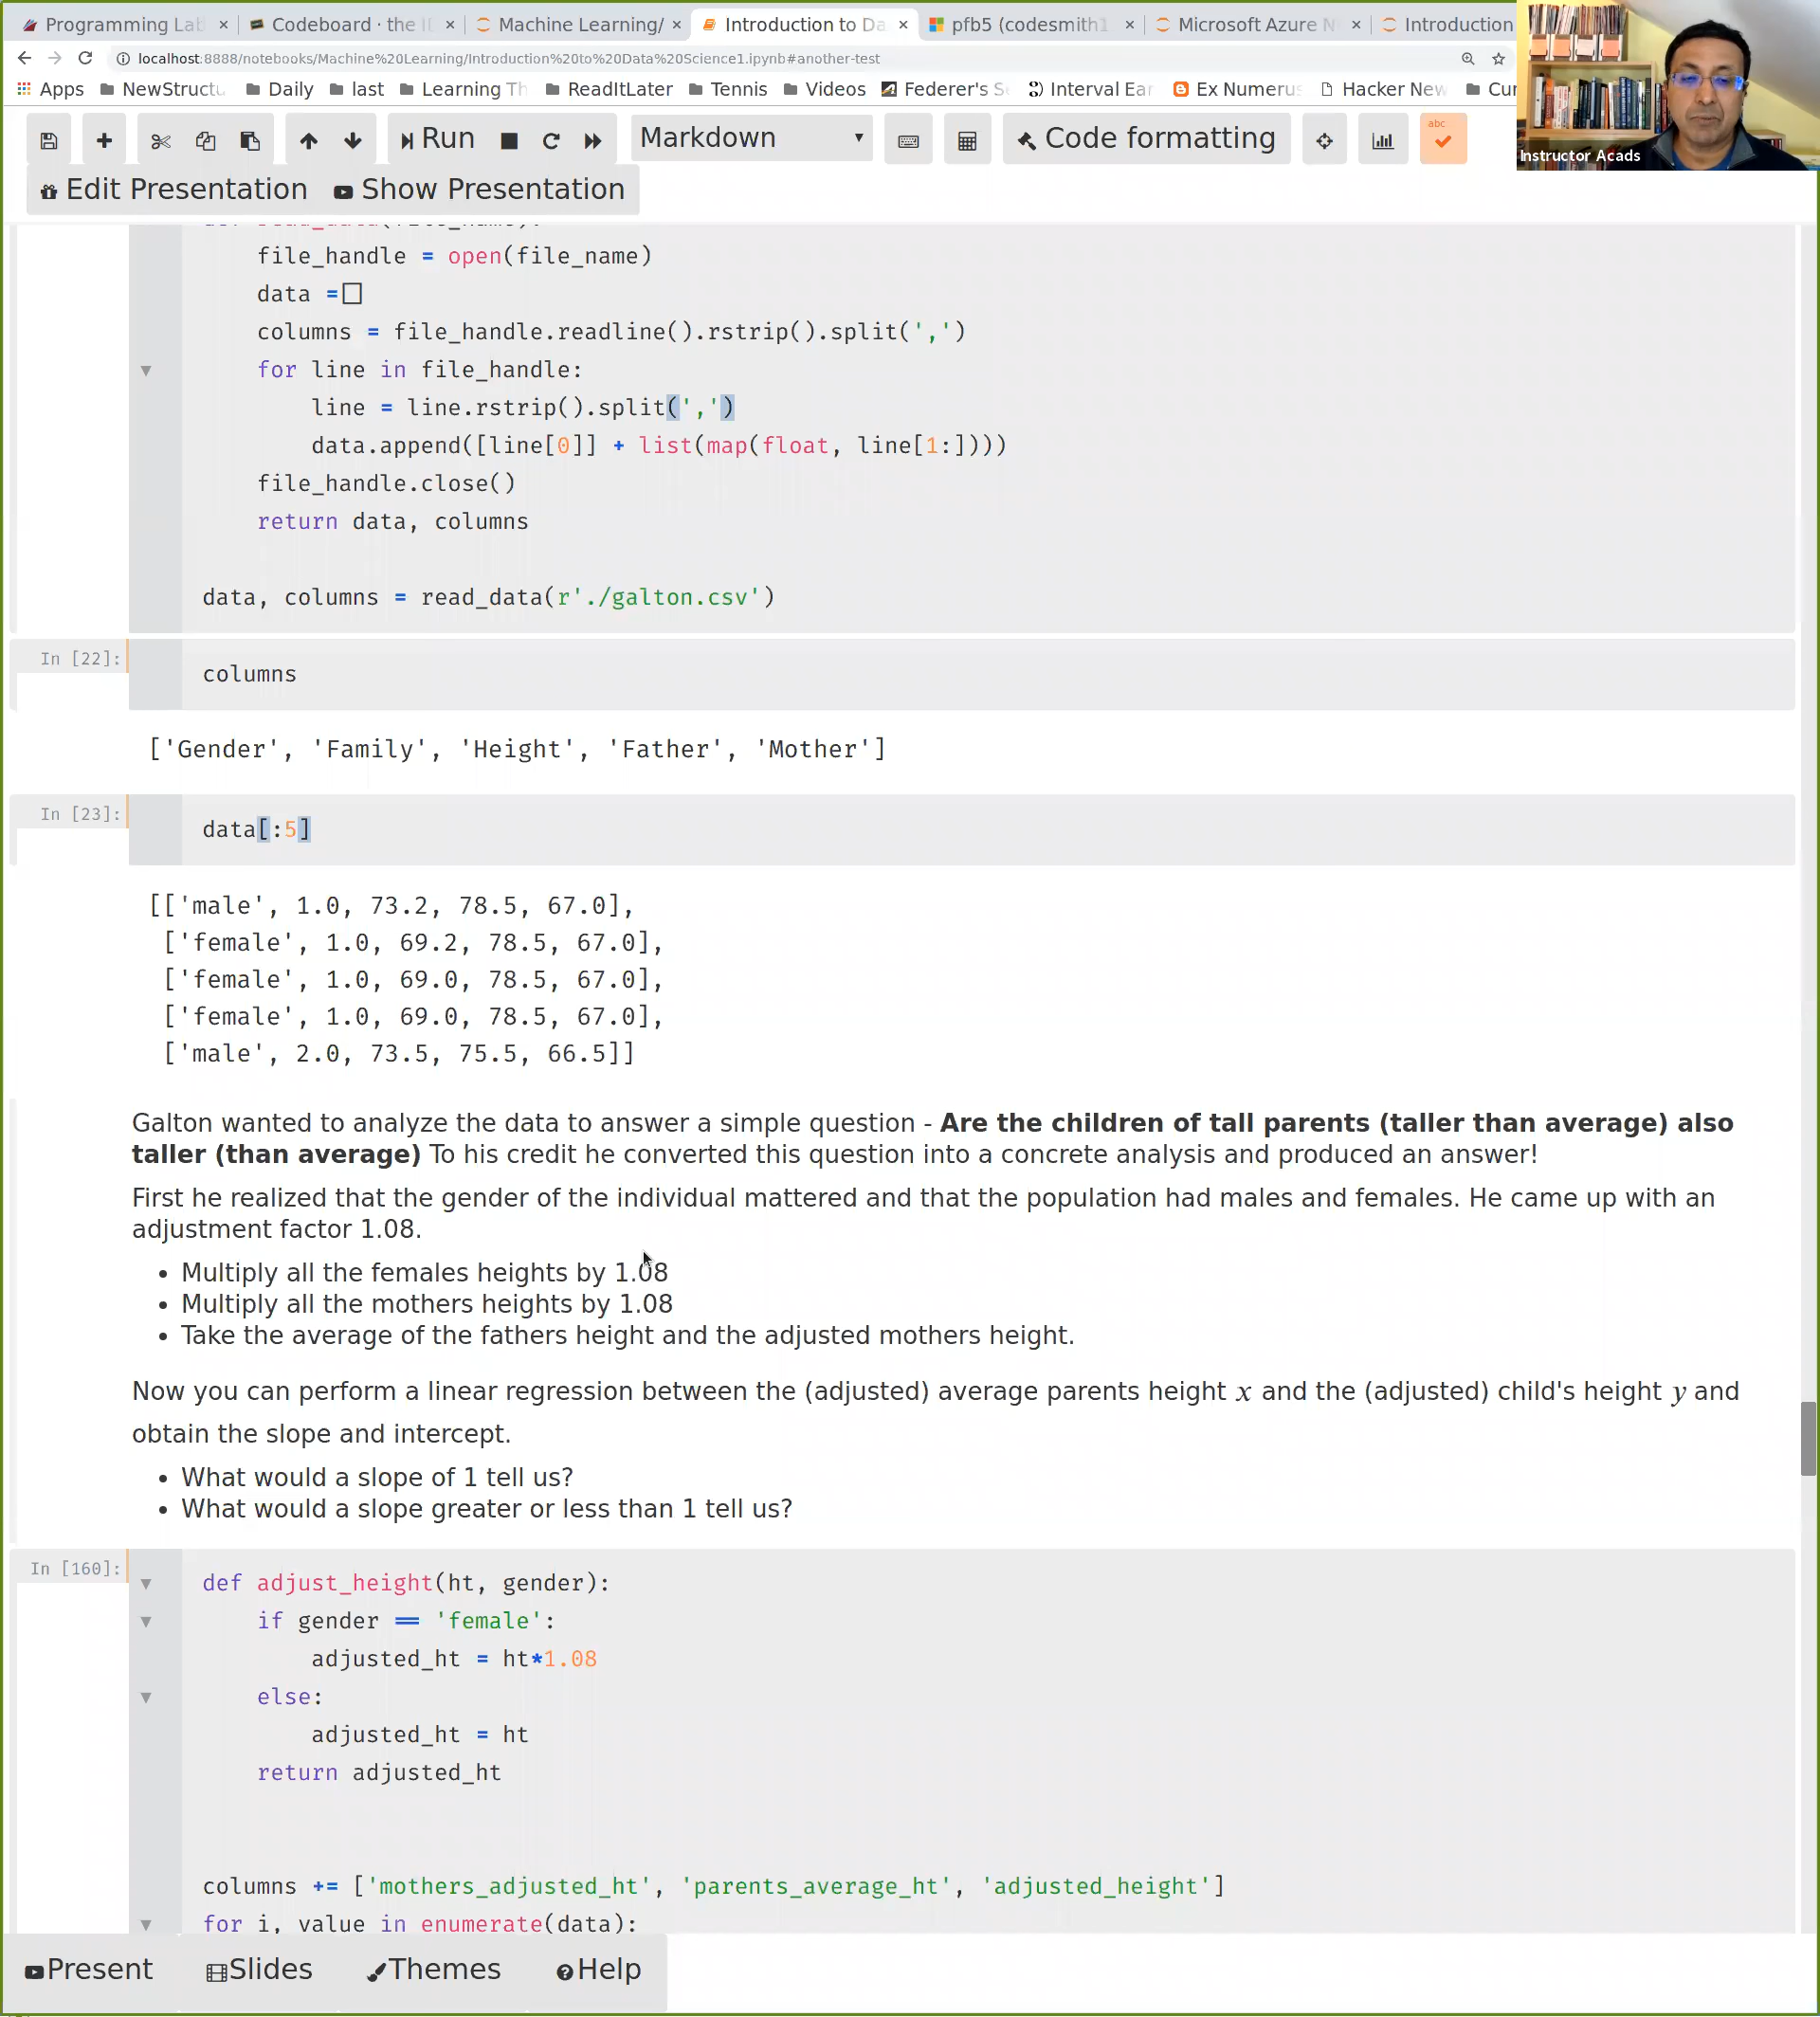 Programming La
Codeboard · the I
Machine Learning/
Introduction to Da
pfb5 (codesmith1
Microsoft Azure N
Introduction
localhost:8888/notebooks/Machine%20Learning/Introduction%20to%20Data%20Science1.ipynb#another-test
Apps NewStructu Daily last Learning Th ReadItLater Tennis Videos Federer's S Interval Ear Ex Numerus Hacker New Cur
Run Markdown Code formatting abc
Instructor Acads
Edit Presentation Show Presentation
file_handle = open(file_name)
data =[]
columns = file_handle.readline().rstrip().split(',')
for line in file_handle:
line = line.rstrip().split(',')
data.append([line[0]] + list(map(float, line[1:])))
file_handle.close()
return data, columns
data, columns = read_data(r'./galton.csv')
In [22]: columns
['Gender', 'Family', 'Height', 'Father', 'Mother']
In [23]: data[:5]
[['male', 1.0, 73.2, 78.5, 67.0],
['female', 1.0, 69.2, 78.5, 67.0],
['female', 1.0, 69.0, 78.5, 67.0],
['female', 1.0, 69.0, 78.5, 67.0],
['male', 2.0, 73.5, 75.5, 66.5]]
Galton wanted to analyze the data to answer a simple question - Are the children of tall parents (taller than average) also
taller (than average) To his credit he converted this question into a concrete analysis and produced an answer!
First he realized that the gender of the individual mattered and that the population had males and females. He came up with an
adjustment factor 1.08.
• Multiply all the females heights by 1.08
• Multiply all the mothers heights by 1.08
• Take the average of the fathers height and the adjusted mothers height.
Now you can perform a linear regression between the (adjusted) average parents height x and the (adjusted) child's height y and
obtain the slope and intercept.
• What would a slope of 1 tell us?
• What would a slope greater or less than 1 tell us?
In [160]: def adjust_height(ht, gender):
if gender == 'female':
adjusted_ht = ht*1.08
else:
adjusted_ht = ht
return adjusted_ht
columns += ['mothers_adjusted_ht', 'parents_average_ht', 'adjusted_height']
for i, value in enumerate(data):
Present Slides Themes Help